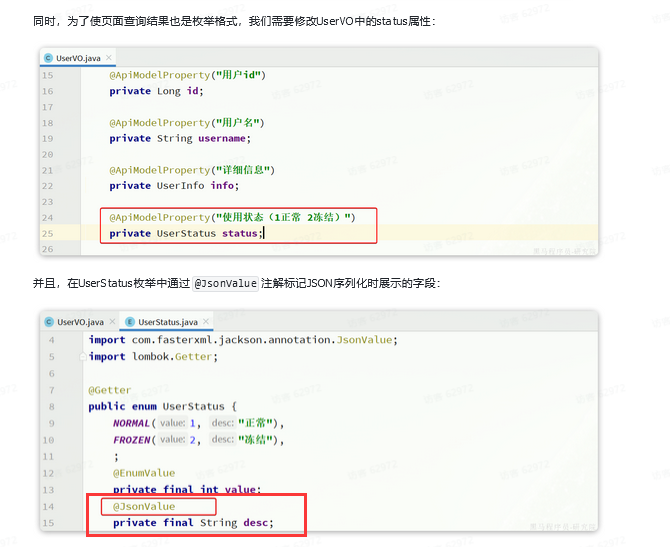 同时，为了使页面查询结果也是枚举格式，我们需要修改UserVO中的status属性：
UserVO.java
15 @ApiModelProperty("用户id")
16 private Long id;
17
18 @ApiModelProperty("用户名")
19 private String username;
20
21 @ApiModelProperty("详细信息")
22 private UserInfo info;
23
24 @ApiModelProperty("使用状态（1正常 2冻结）")
25 private UserStatus status;
26
并且，在UserStatus枚举中通过 @JsonValue 注解标记JSON序列化时展示的字段：
UserVO.java UserStatus.java
4 import com.fasterxml.jackson.annotation.JsonValue;
5 import lombok.Getter;
6
7 @Getter
8 public enum UserStatus {
9 NORMAL( value: 1, desc: "正常"),
10 FROZEN( value: 2, desc: "冻结"),
11 ;
12 @EnumValue
13 private final int value;
14 @JsonValue
15 private final String desc;